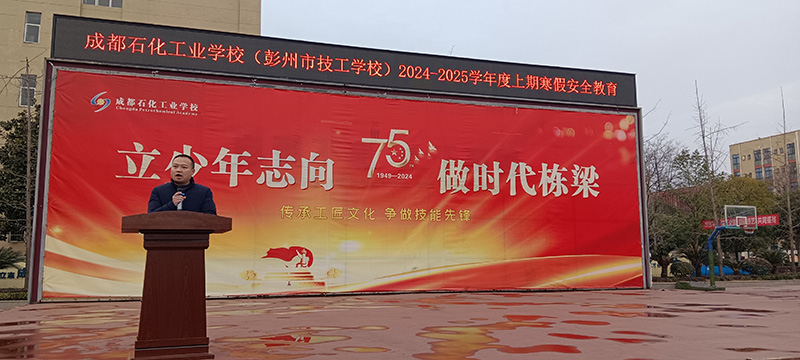 成都石化工业学校（彭州市技工学校）2024-2025学年度上期寒假安全教育
成都石化工业学校
Chengdu Petrochemical Academy
立少年志向 75 做时代栋梁
1949—2024
传承工匠文化 争做技能先锋